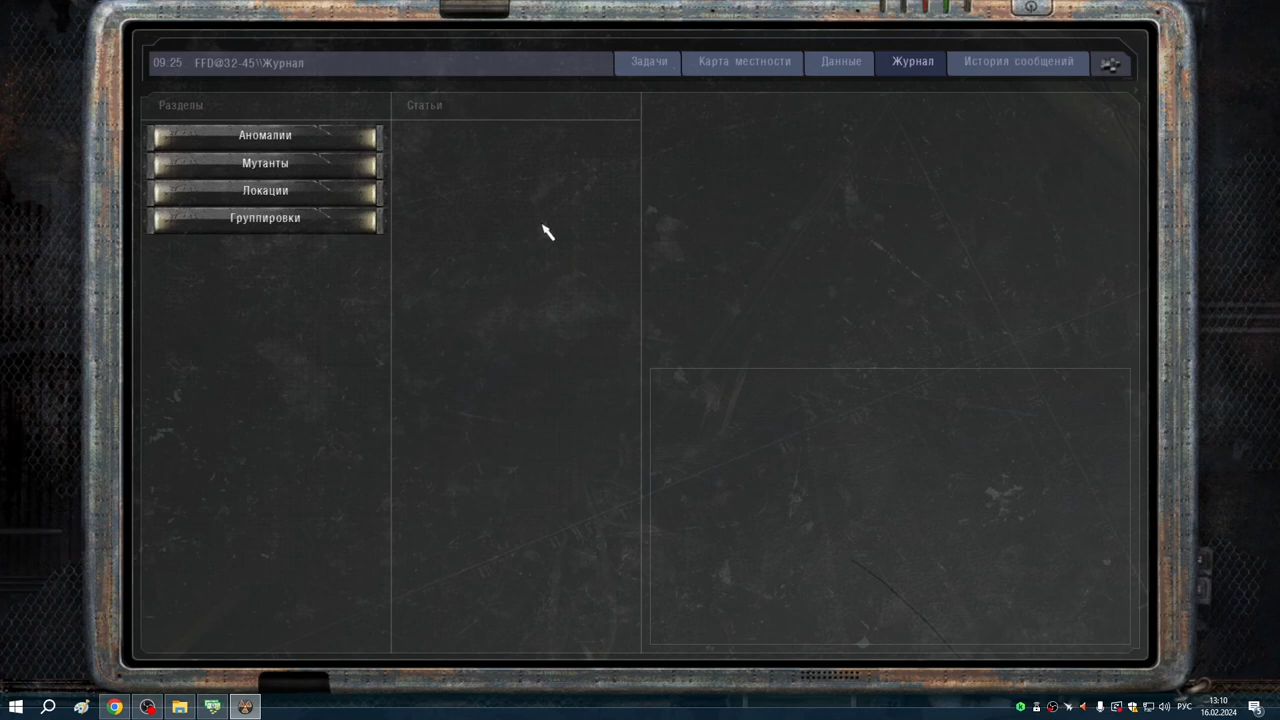 09:25 FFD@32-45\\Журнал
Задачи
Карта местности
Данные
Журнал
История сообщений
Разделы
Статьи
Аномалии
Мутанты
Локации
Группировки
РУС
13:10
16.02.2024